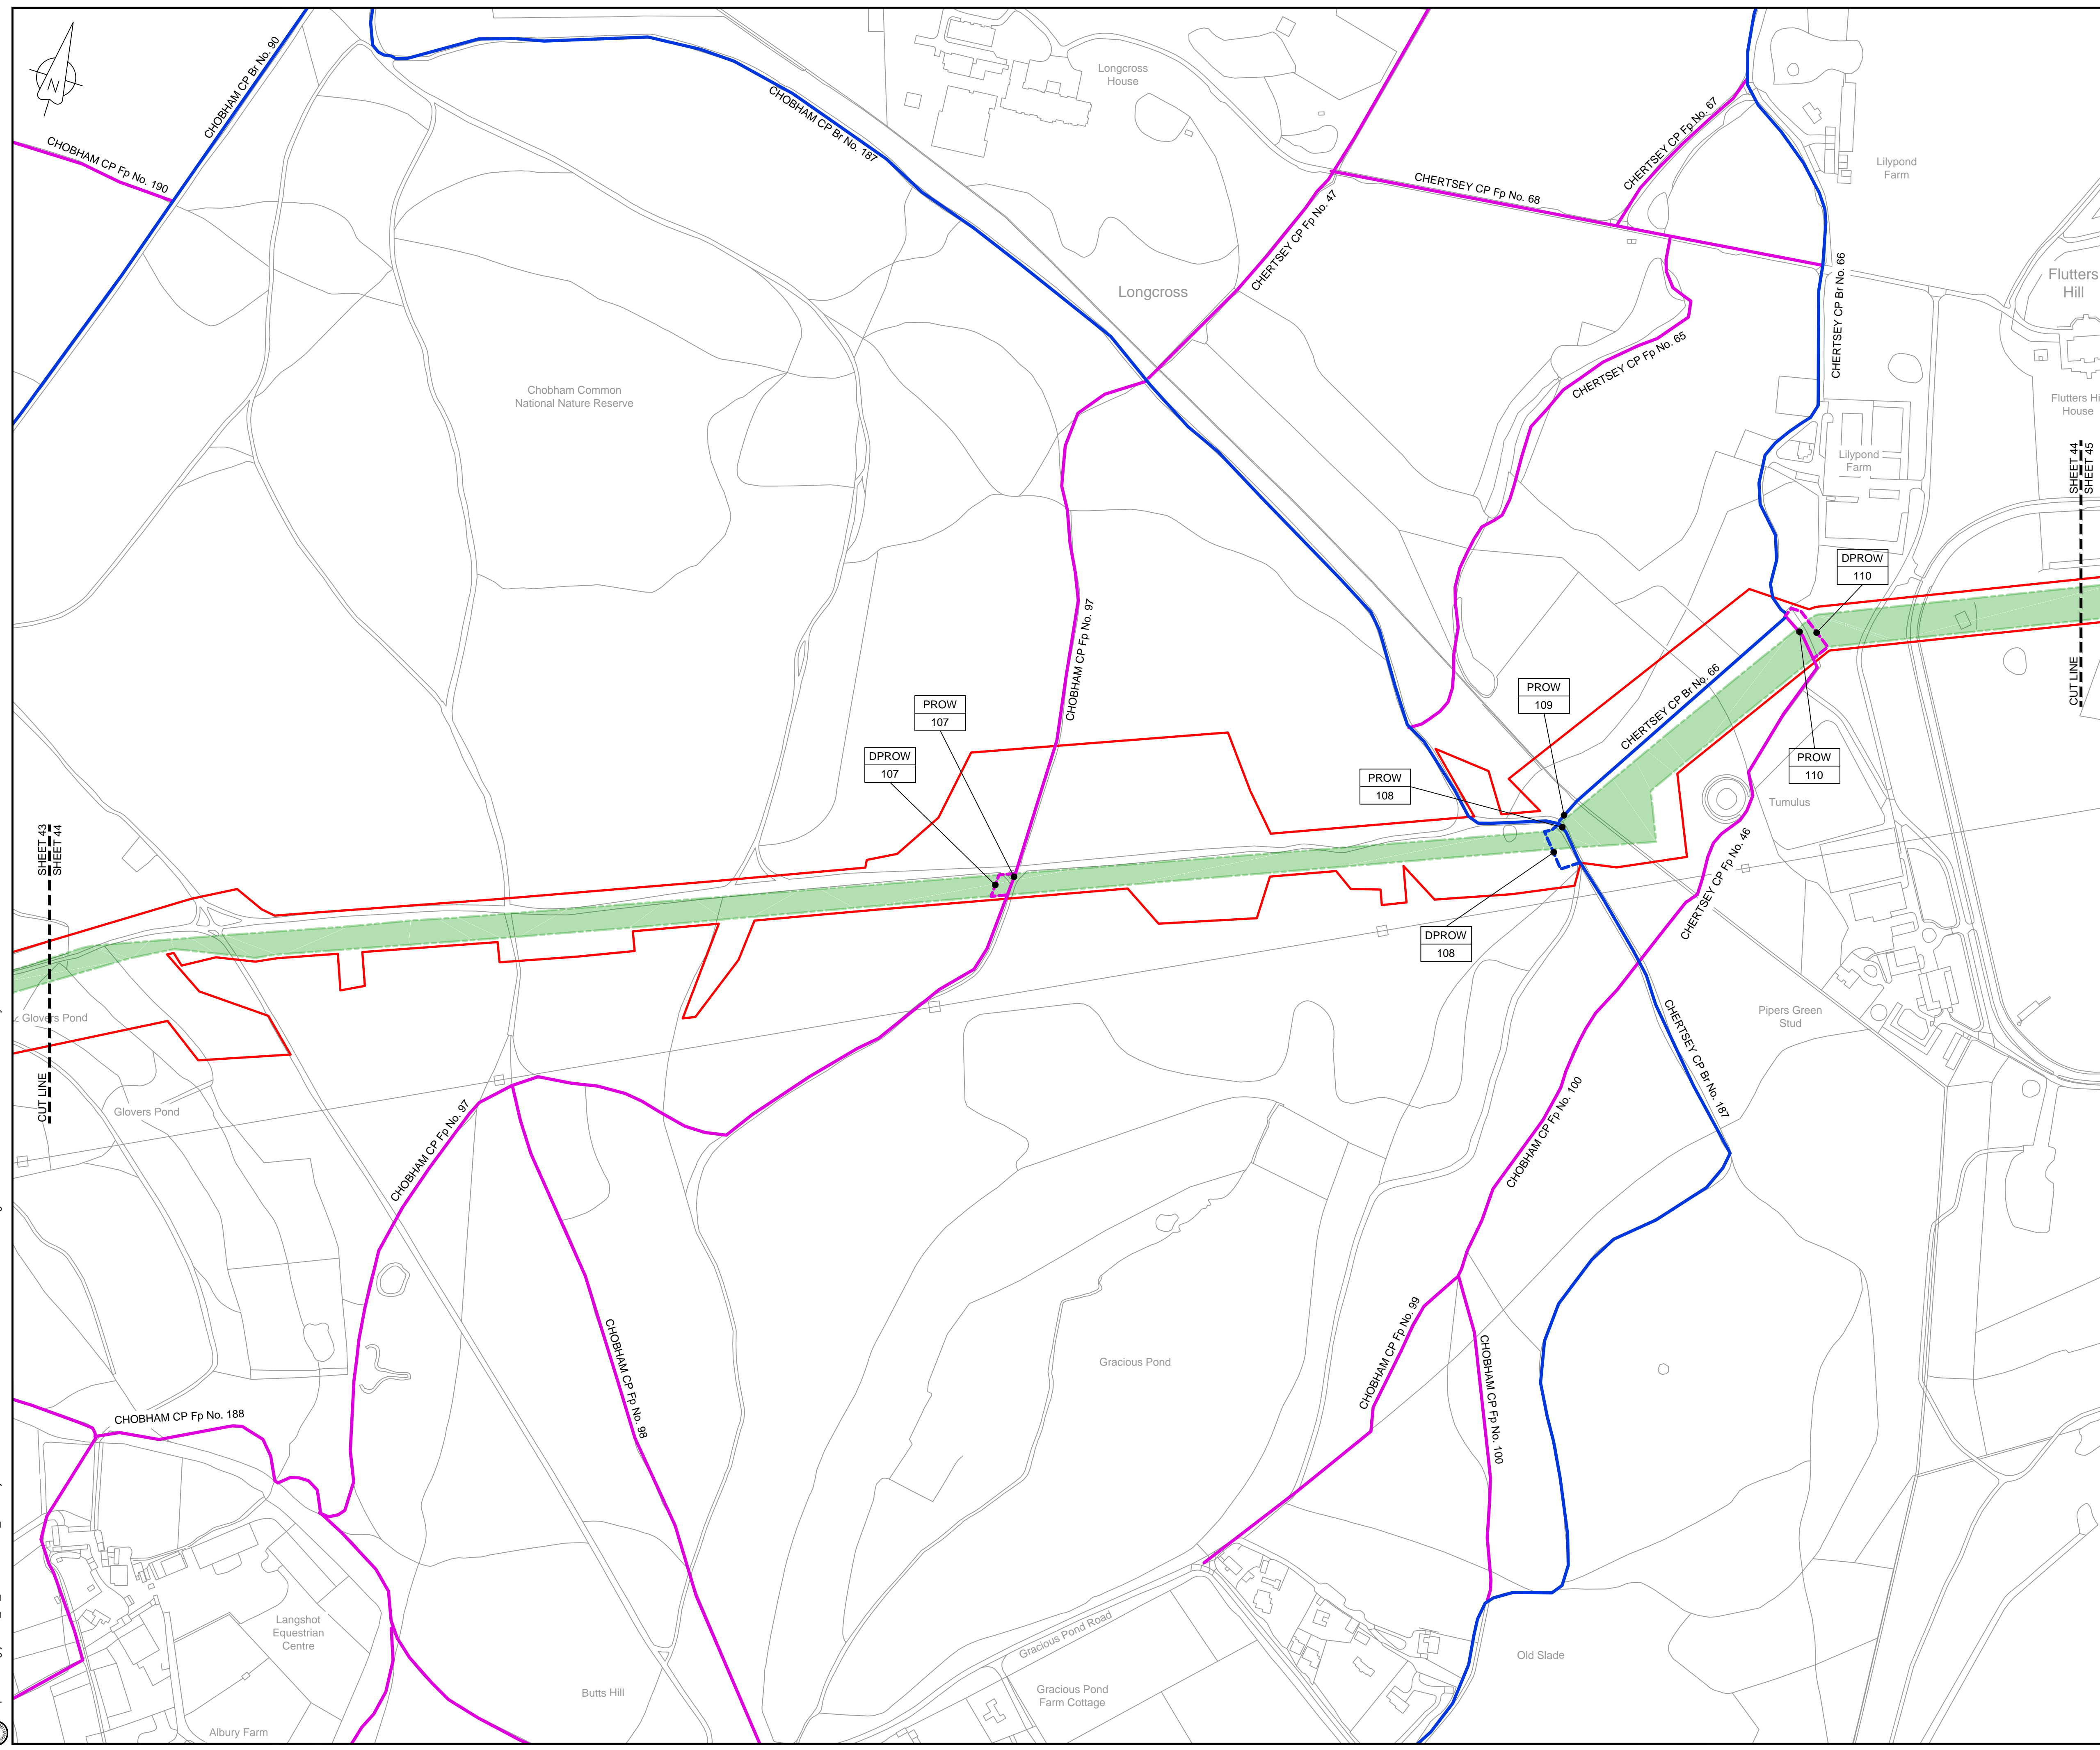 N
CHOBHAM CP Br No. 90
CHOBHAM CP Fp No. 190
CHOBHAM CP Br No. 187
Longcross
House
CHERTSEY CP Fp No. 47
CHERTSEY CP Fp No. 68
CHERTSEY CP Fp No. 67
Lilypond
Farm
Longcross
CHERTSEY CP Br No. 66
Flutters
Hill
CHERTSEY CP Fp No. 65
Chobham Common
National Nature Reserve
Flutters Hi
House
Lilypond
Farm
SHEET 44
SHEET 45
CUT LINE
DPROW
110
CHOBHAM CP Fp No. 97
PROW
107
DPROW
107
PROW
109
CHERTSEY CP Br No. 66
PROW
108
PROW
110
Tumulus
SHEET 43
SHEET 44
CUT LINE
DPROW
108
CHERTSEY CP Fp No. 46
Glovers Pond
Pipers Green
Stud
CHERTSEY CP Br No. 187
Glovers Pond
CHOBHAM CP Fp No. 97
CHOBHAM CP Fp No. 100
CHOBHAM CP Fp No. 98
Gracious Pond
CHOBHAM CP Fp No. 99
CHOBHAM CP Fp No. 100
CHOBHAM CP Fp No. 188
Langshot
Equestrian
Centre
Gracious Pond Road
Old Slade
Butts Hill
Gracious Pond
Farm Cottage
Albury Farm